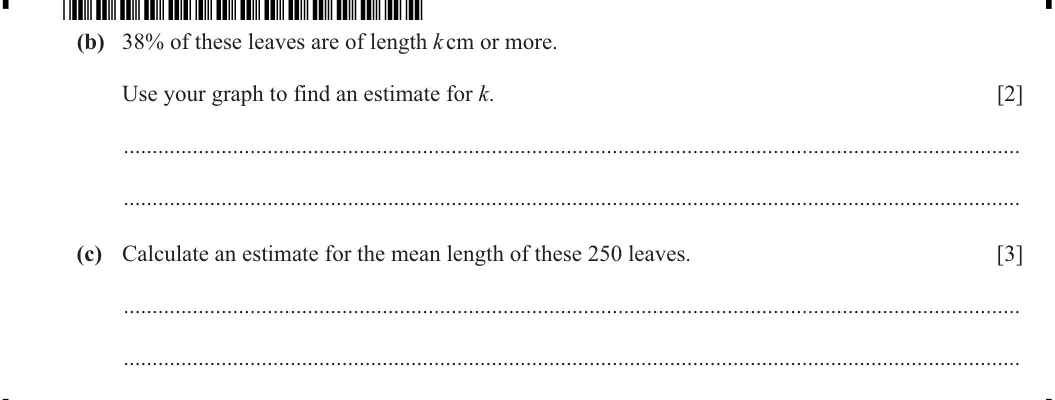 (b) 38% of these leaves are of length k cm or more.
Use your graph to find an estimate for k. [2]
(c) Calculate an estimate for the mean length of these 250 leaves. [3]